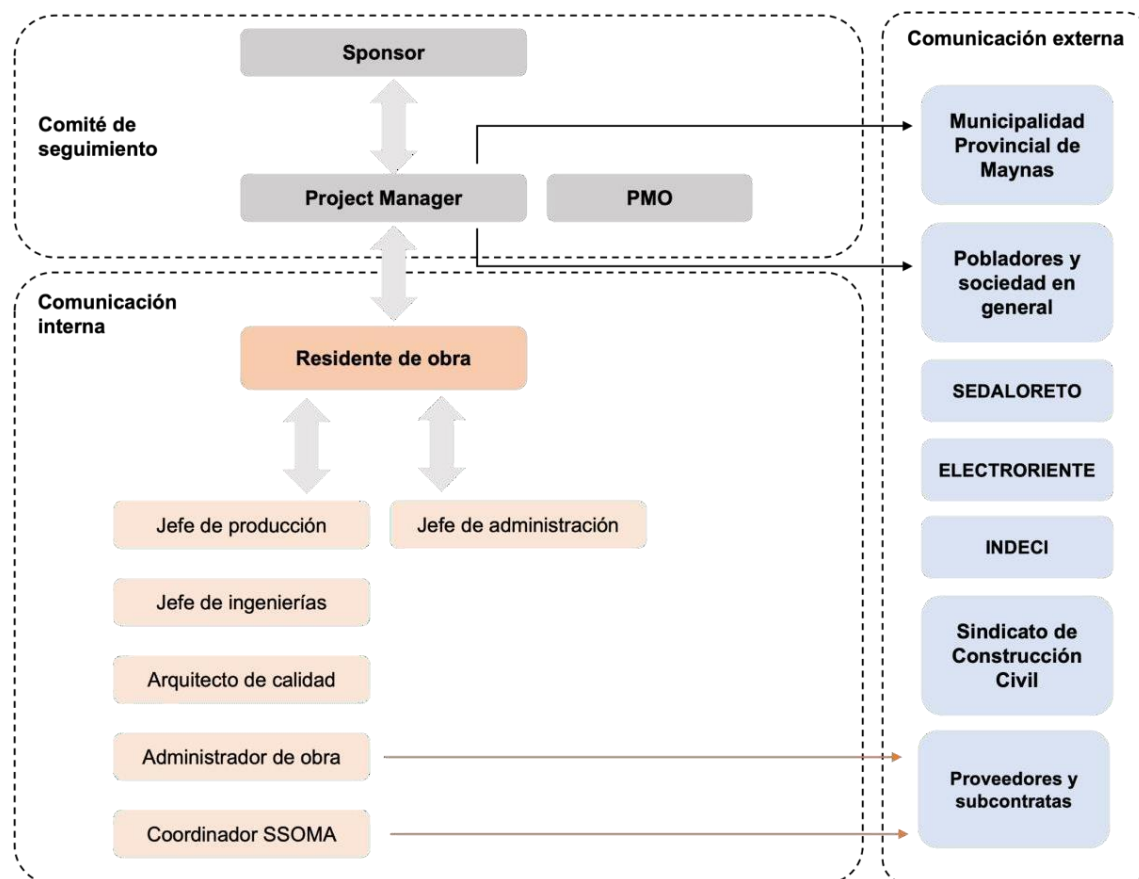 Sponsor
Comité de
seguimiento
Project Manager
PMO
Comunicación
interna
Residente de obra
Jefe de producción
Jefe de administración
Jefe de ingenierías
Arquitecto de calidad
Administrador de obra
Coordinador SSOMA
Comunicación externa
Municipalidad
Provincial de
Maynas
Pobladores y
sociedad en
general
SEDALORETO
ELECTRORIENTE
INDECI
Sindicato de
Construcción
Civil
Proveedores y
subcontratas